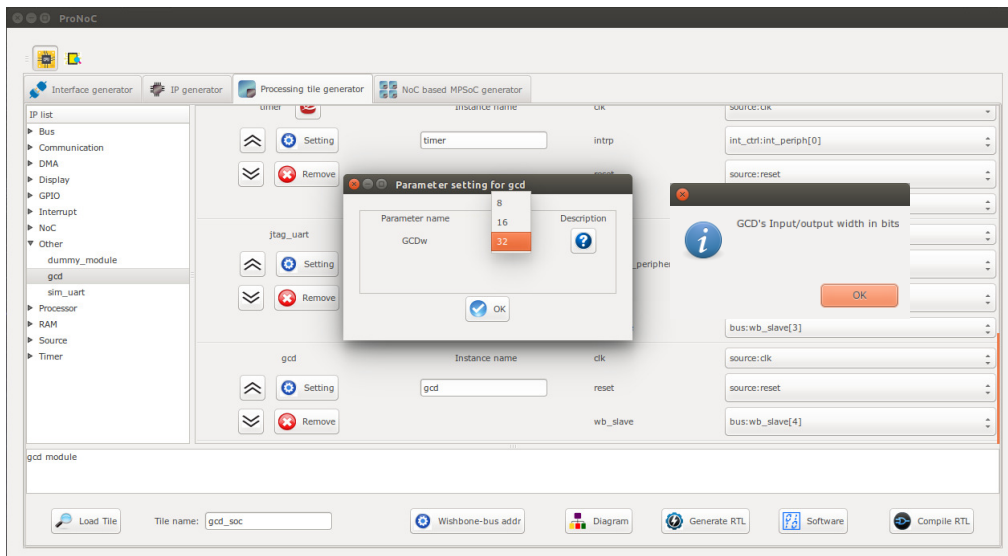 ProNoC
Interface generator
IP generator
Processing tile generator
NoC based MPSoC generator
IP list
Bus
Communication
DMA
Display
GPIO
Interrupt
NoC
Other
dummy_module
gcd
sim_uart
Processor
RAM
Source
Timer
timer Instance name clk source:clk
Setting timer intrp int_ctrl:int_periph[0]
Remove reset source:reset
jtag_uart
Setting
Remove
bus:wb_slave[3]
Parameter setting for gcd
Parameter name Description
GCDw
8
16
32
OK
GCD's Input/output width in bits
OK
gcd Instance name clk source:clk
Setting gcd reset source:reset
Remove wb_slave bus:wb_slave[4]
gcd module
Load Tile Tile name: gcd_soc Wishbone-bus addr Diagram Generate RTL Software Compile RTL